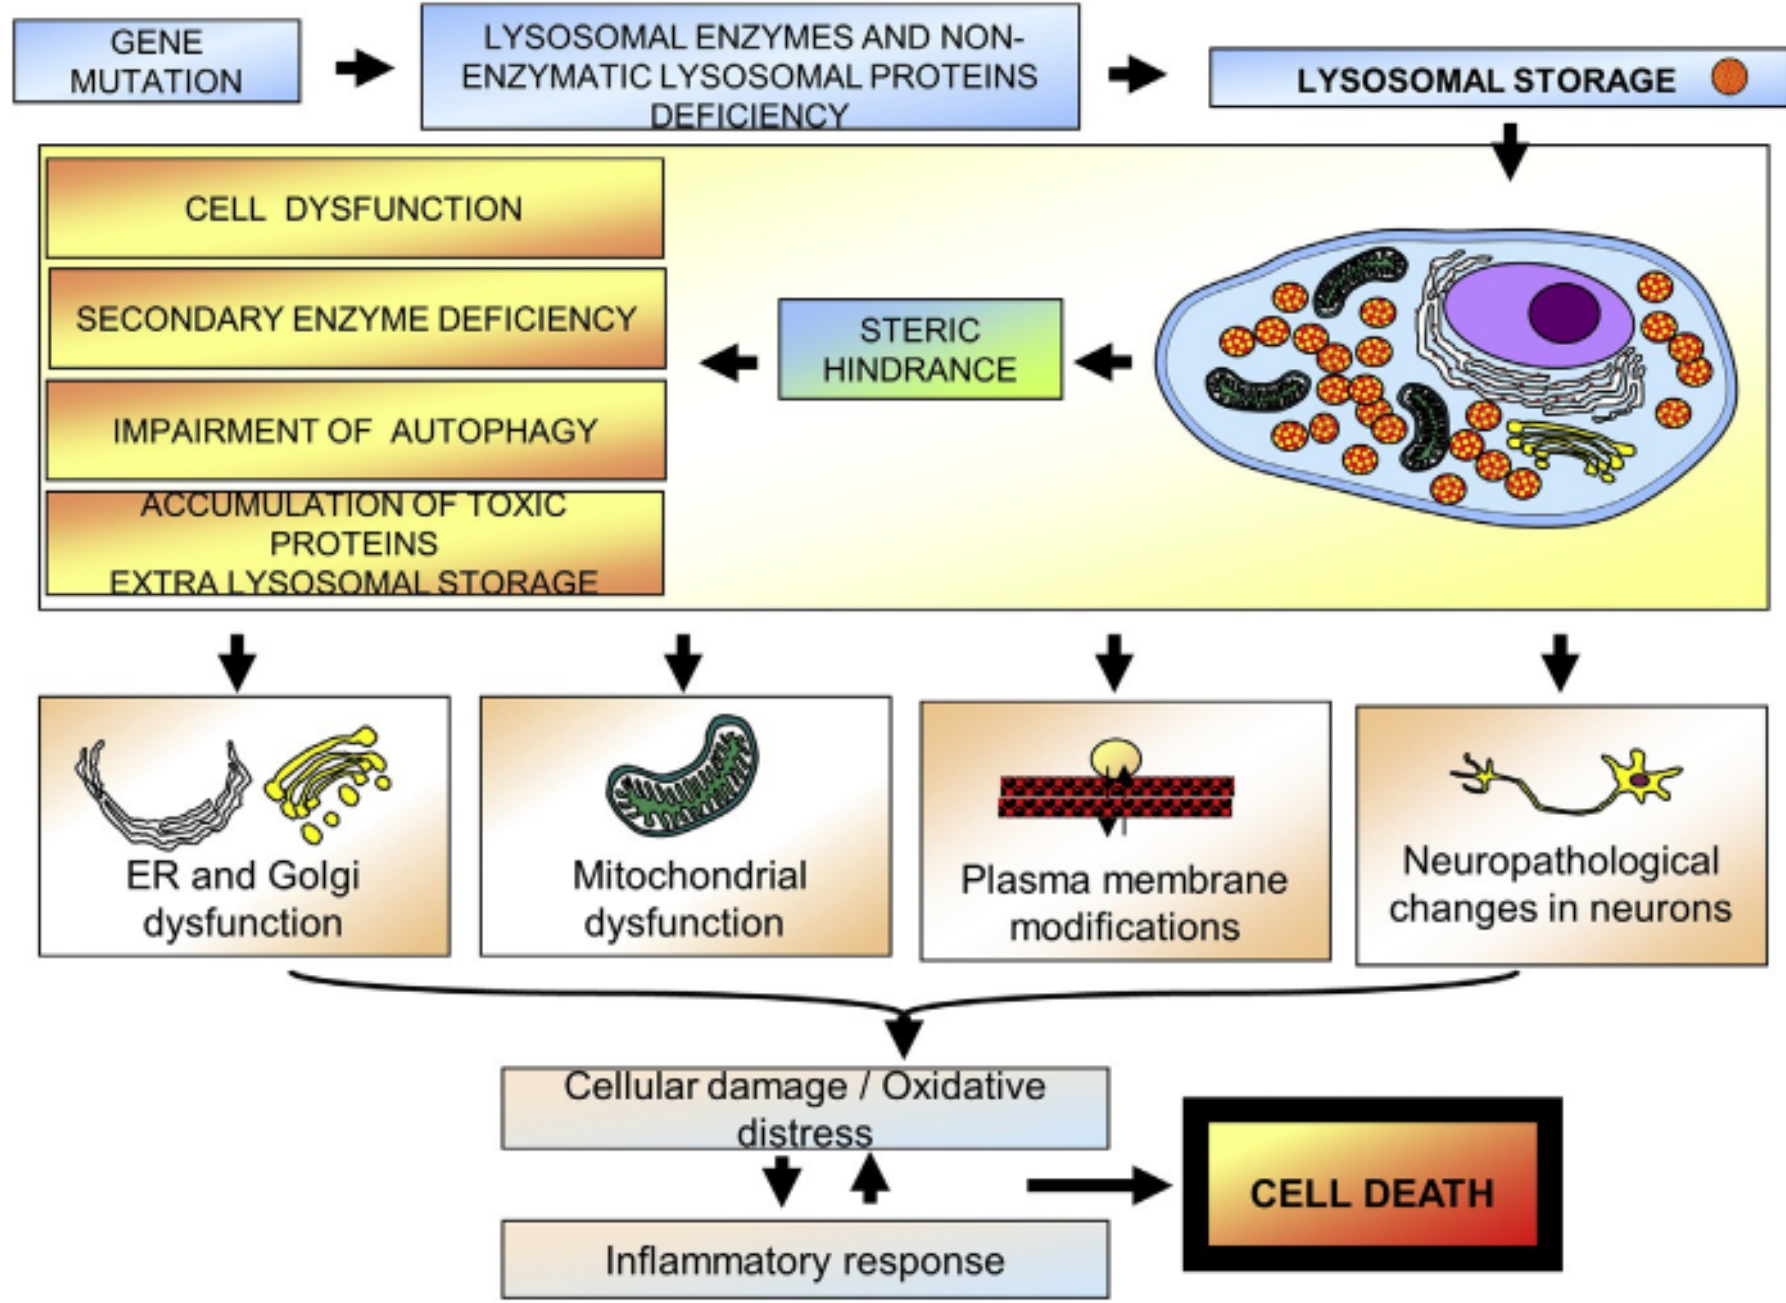 GENE
MUTATION
LYSOSOMAL ENZYMES AND NON-
ENZYMATIC LYSOSOMAL PROTEINS
DEFICIENCY
LYSOSOMAL STORAGE
CELL DYSFUNCTION
SECONDARY ENZYME DEFICIENCY
IMPAIRMENT OF AUTOPHAGY
ACCUMULATION OF TOXIC
PROTEINS
EXTRA LYSOSOMAL STORAGE
STERIC
HINDRANCE
ER and Golgi
dysfunction
Mitochondrial
dysfunction
Plasma membrane
modifications
Neuropathological
changes in neurons
Cellular damage / Oxidative
distress
Inflammatory response
CELL DEATH